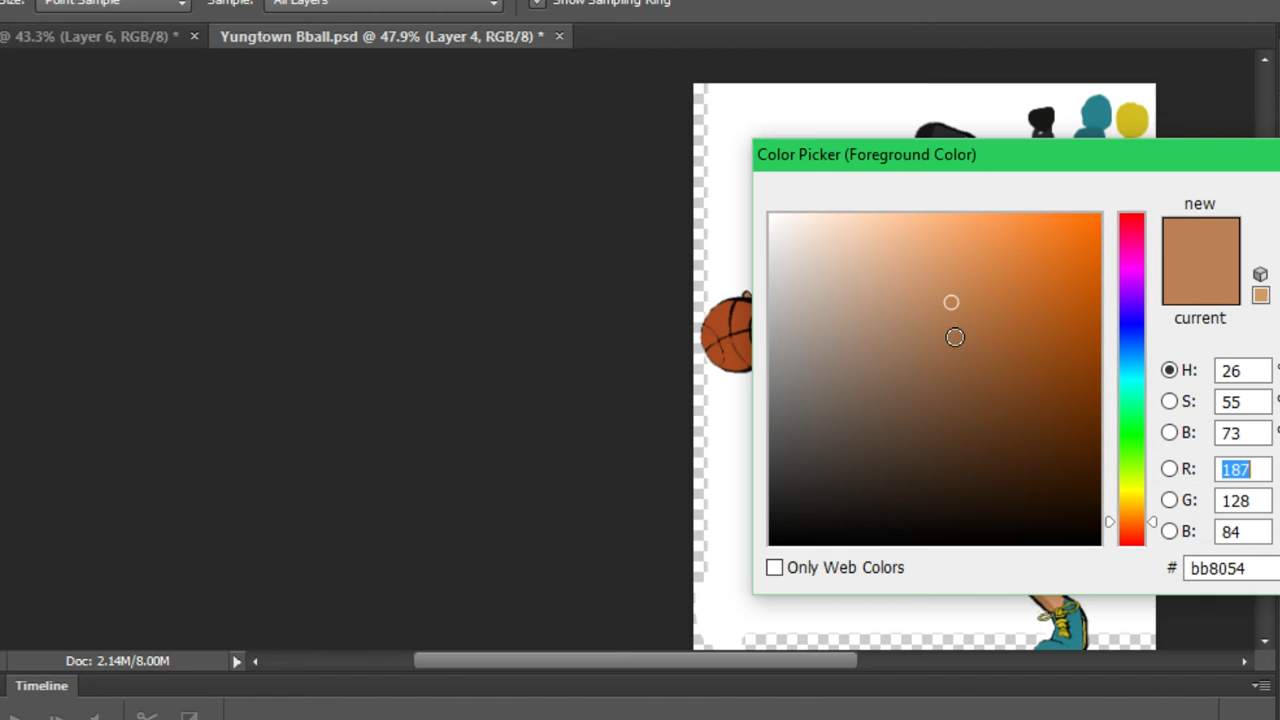 Size: Point Sample Sample: All Layers Show Sampling Ring
@ 43.3% (Layer 6, RGB/8) * × Yungtown Bball.psd @ 47.9% (Layer 4, RGB/8) * ×
Color Picker (Foreground Color)
new
current
H: 26 °
S: 55
B: 73
R: 187
G: 128
B: 84
Only Web Colors
# bb8054
Doc: 2.14M/8.00M
Timeline